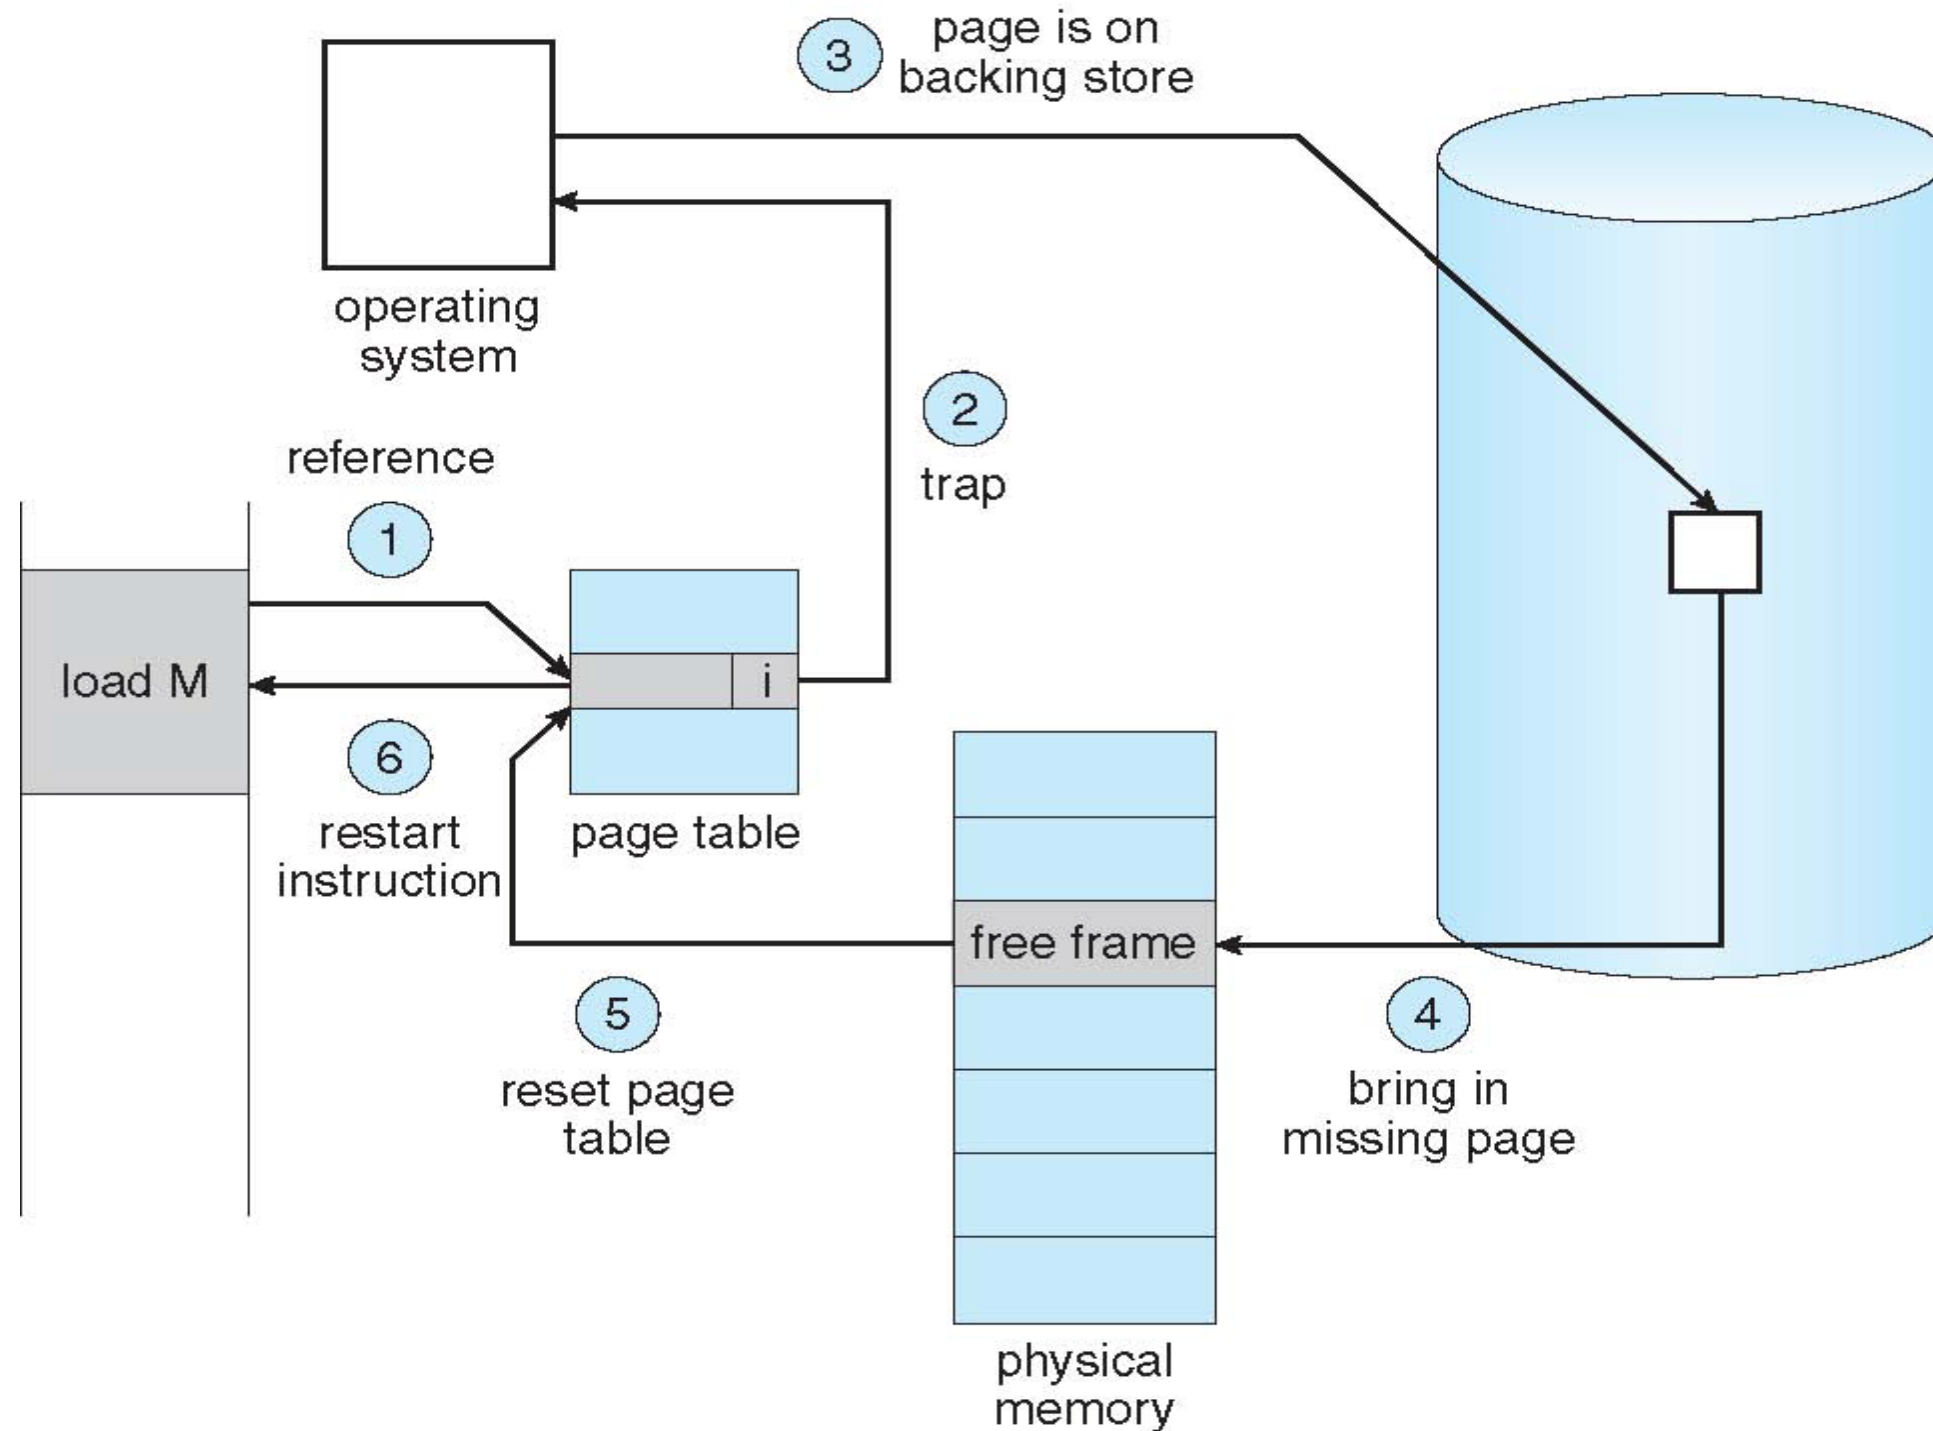 3
page is on
backing store
operating
system
2
trap
reference
1
load M
i
6
restart
instruction
page table
free frame
5
reset page
table
4
bring in
missing page
physical
memory